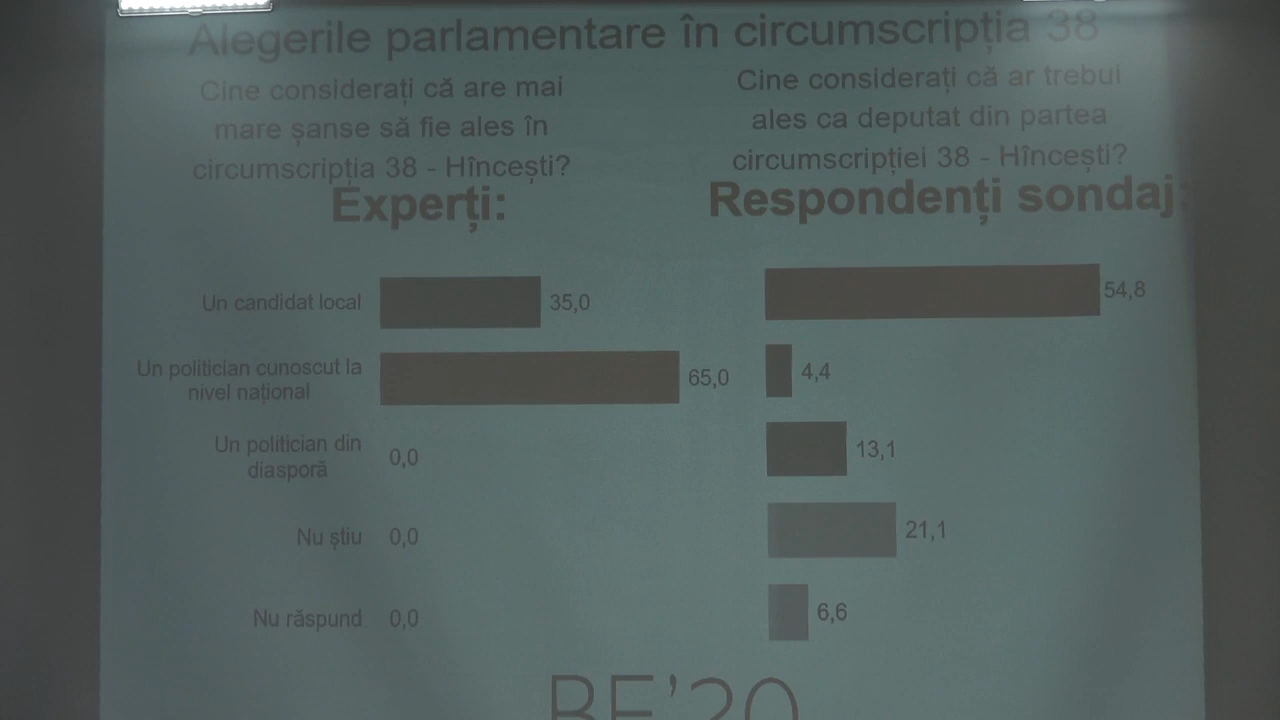 Alegerile parlamentare în circumscripția 38
Cine considerați că are mai
mare șanse să fie ales în
circumscripția 38 - Hîncești?
Experți:
Cine considerați că ar trebui
ales ca deputat din partea
circumscripției 38 - Hîncești?
Respondenți sondaj:
Un candidat local 35,0 54,8
Un politician cunoscut la
nivel național 65,0 4,4
Un politician din
diasporă 0,0 13,1
Nu știu 0,0 21,1
Nu răspund 0,0 6,6
BE’20